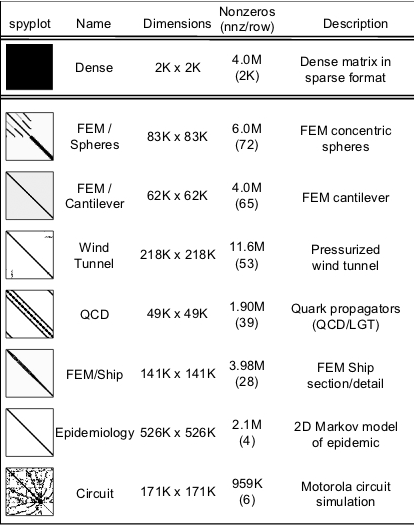 spyplot Name Dimensions Nonzeros (nnz/row) Description
Dense 2K x 2K 4.0M (2K) Dense matrix in sparse format
FEM / Spheres 83K x 83K 6.0M (72) FEM concentric spheres
FEM / Cantilever 62K x 62K 4.0M (65) FEM cantilever
Wind Tunnel 218K x 218K 11.6M (53) Pressurized wind tunnel
QCD 49K x 49K 1.90M (39) Quark propagators (QCD/LGT)
FEM/Ship 141K x 141K 3.98M (28) FEM Ship section/detail
Epidemiology 526K x 526K 2.1M (4) 2D Markov model of epidemic
Circuit 171K x 171K 959K (6) Motorola circuit simulation